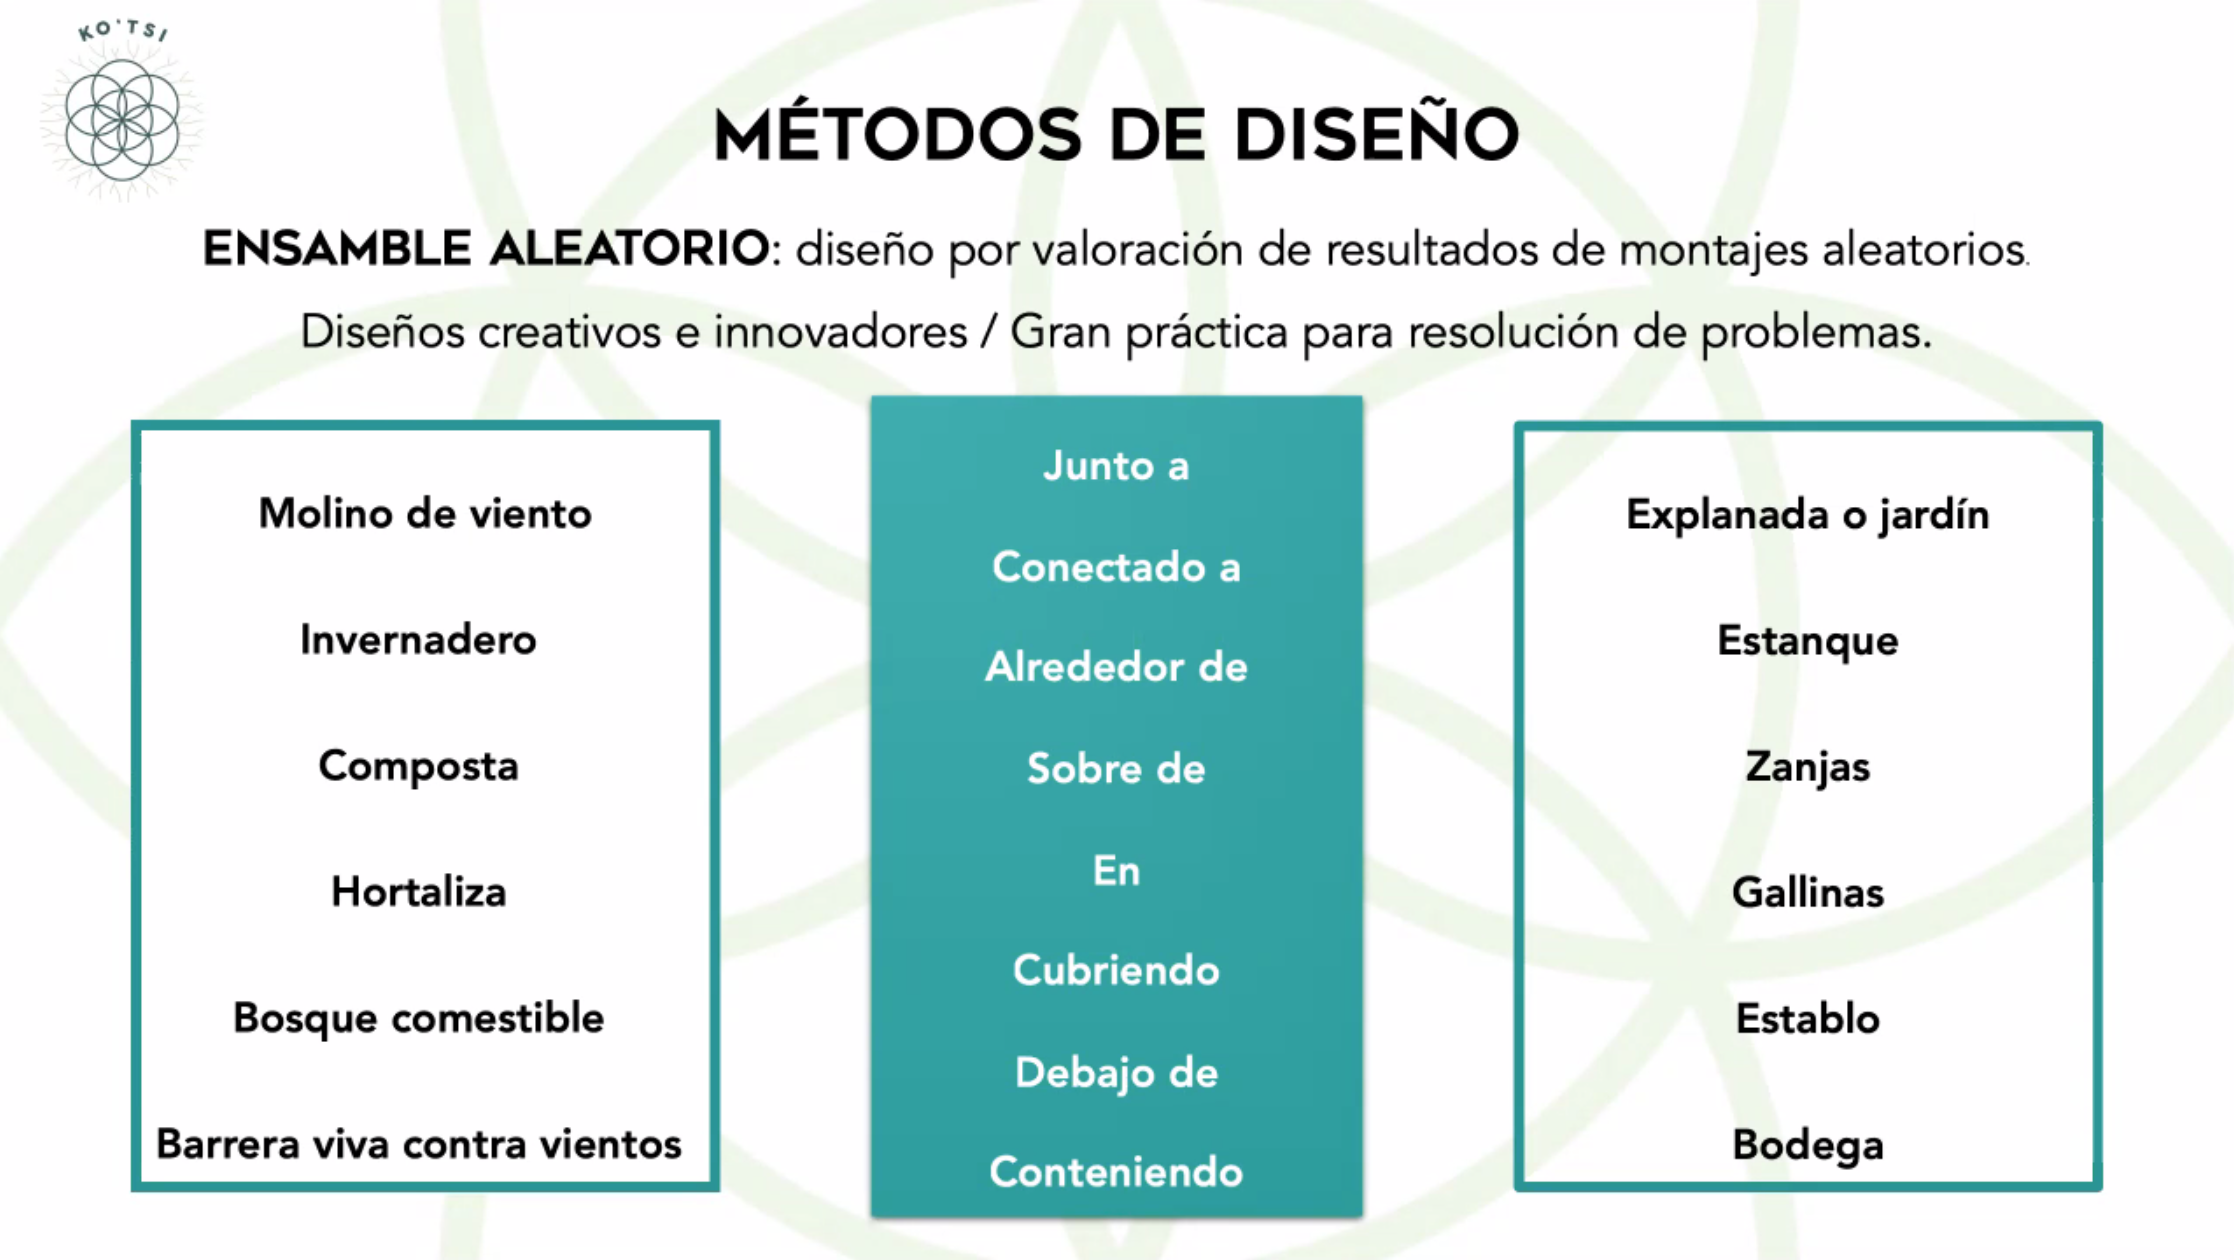 KO'TSI
MÉTODOS DE DISEÑO
ENSAMBLE ALEATORIO: diseño por valoración de resultados de montajes aleatorios.
Diseños creativos e innovadores / Gran práctica para resolución de problemas.
Molino de viento
Invernadero
Composta
Hortaliza
Bosque comestible
Barrera viva contra vientos
Junto a
Conectado a
Alrededor de
Sobre de
En
Cubriendo
Debajo de
Conteniendo
Explanada o jardín
Estanque
Zanjas
Gallinas
Establo
Bodega